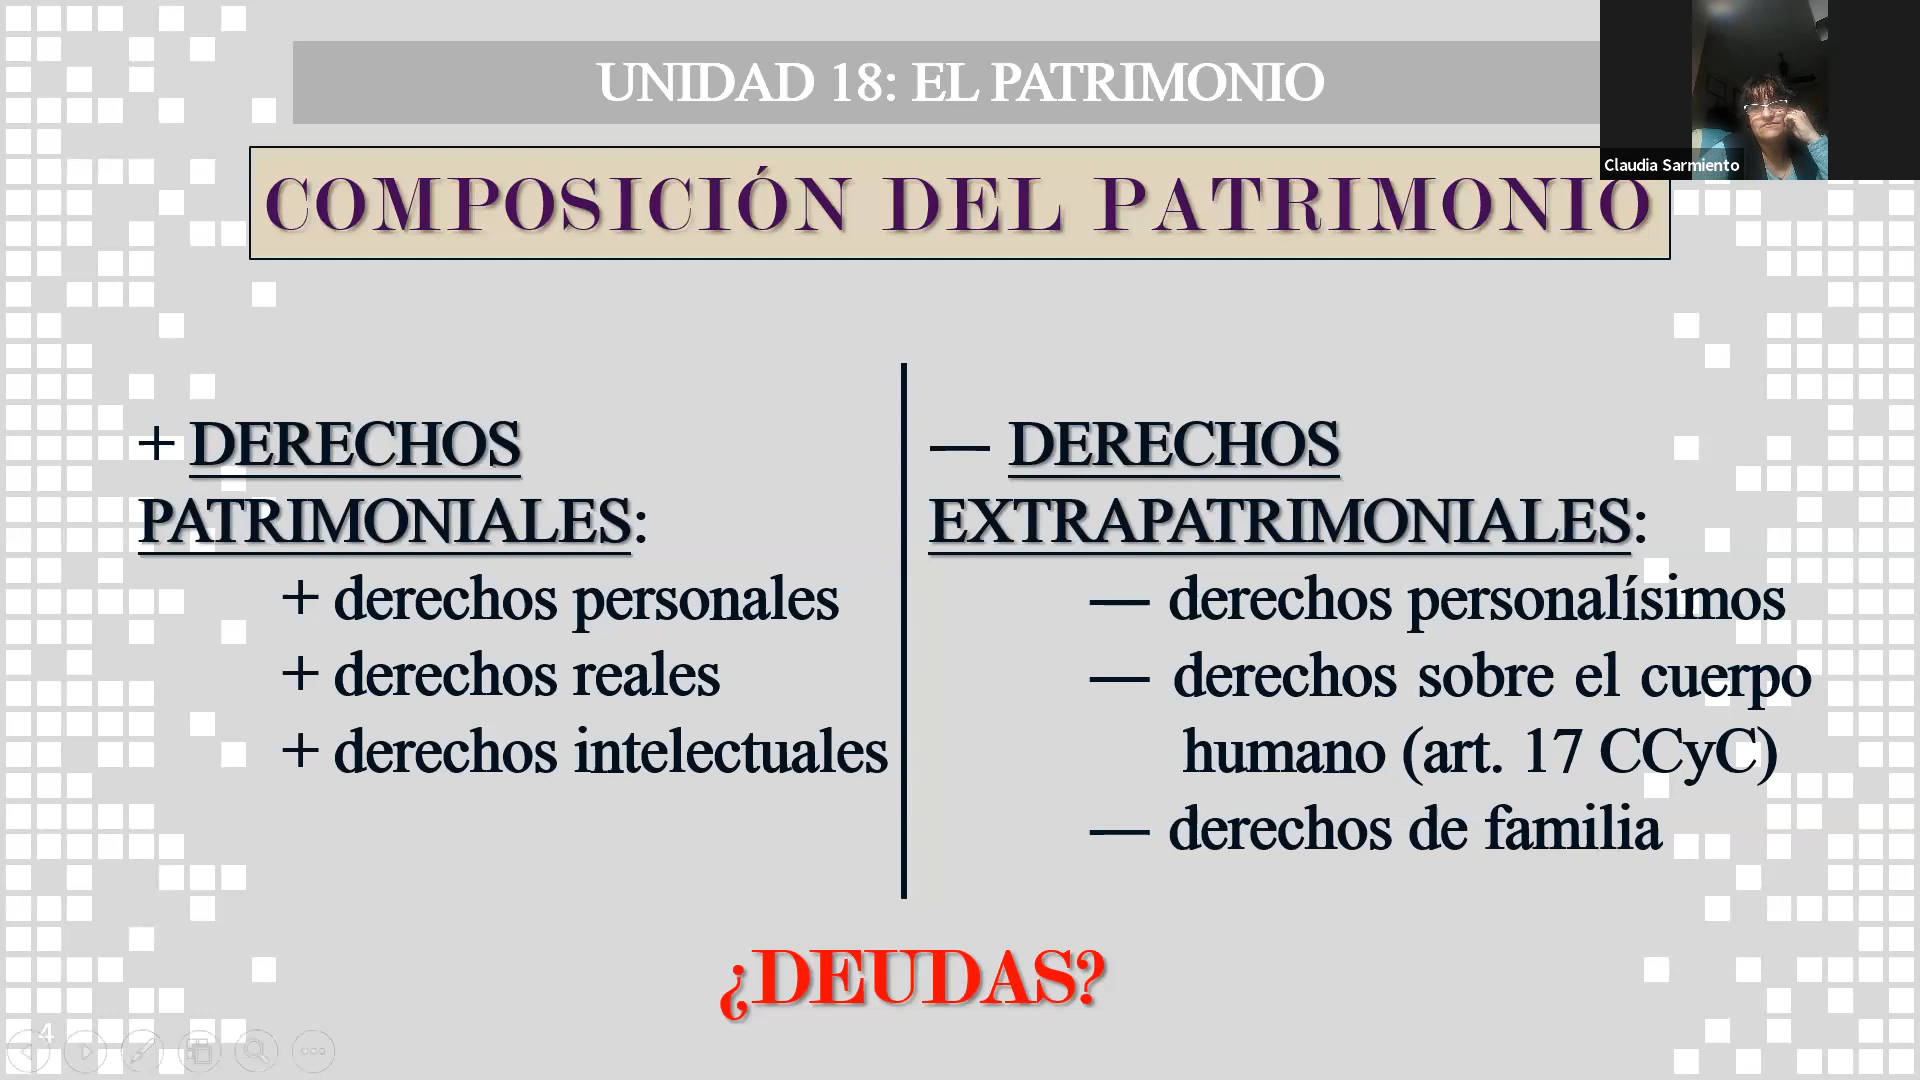 UNIDAD 18: EL PATRIMONIO
Claudia Sarmiento
COMPOSICIÓN DEL PATRIMONIO
+ DERECHOS
PATRIMONIALES:
+ derechos personales
+ derechos reales
+ derechos intelectuales
— DERECHOS
EXTRAPATRIMONIALES:
— derechos personalísimos
— derechos sobre el cuerpo
humano (art. 17 CCyC)
— derechos de familia
¿DEUDAS?
4